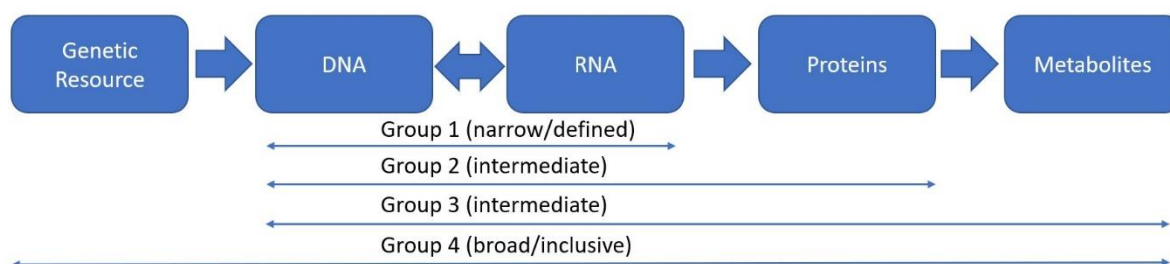 Genetic
Resource
DNA
RNA
Proteins
Metabolites
Group 1 (narrow/defined)
Group 2 (intermediate)
Group 3 (intermediate)
Group 4 (broad/inclusive)